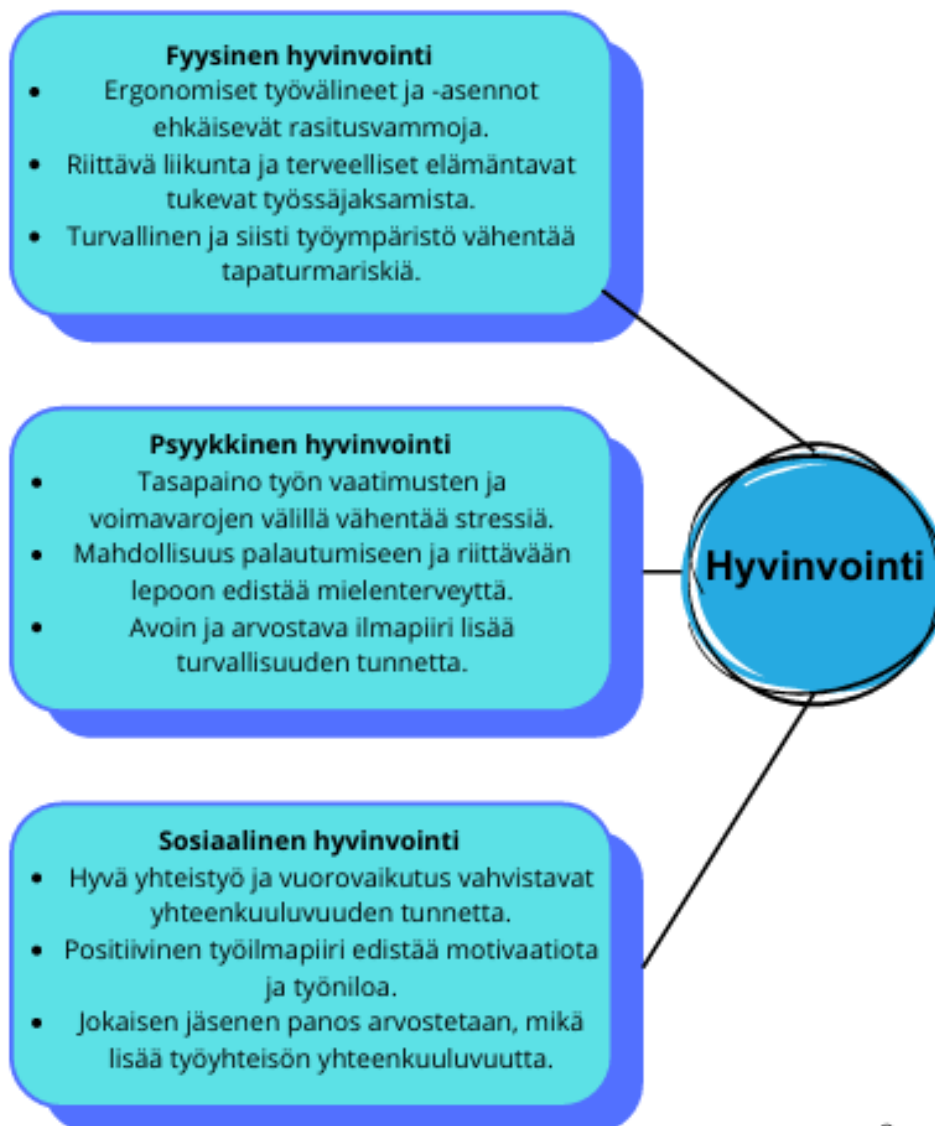 Fyysinen hyvinvointi
• Ergonomiset työvälineet ja -asennot
ehkäisevät rasitusvammoja.
• Riittävä liikunta ja terveelliset elämäntavat
tukevat työssäjaksamista.
• Turvallinen ja siisti työympäristö vähentää
tapaturmariskiä.
Psyykkinen hyvinvointi
• Tasapaino työn vaatimusten ja
voimavarojen välillä vähentää stressiä.
• Mahdollisuus palautumiseen ja riittävään
lepoon edistää mielenterveyttä.
• Avoin ja arvostava ilmapiiri lisää
turvallisuuden tunnetta.
Hyvinvointi
Sosiaalinen hyvinvointi
• Hyvä yhteistyö ja vuorovaikutus vahvistavat
yhteenkuuluvuuden tunnetta.
• Positiivinen työilmapiiri edistää motivaatiota
ja työniloa.
• Jokaisen jäsenen panos arvostetaan, mikä
lisää työyhteisön yhteenkuuluvuutta.